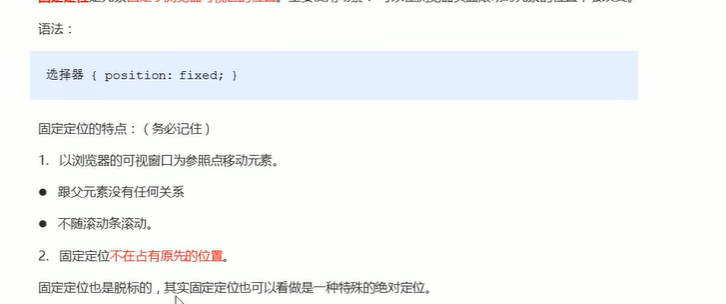 语法：
选择器 { position: fixed; }
固定定位的特点：（务必记住）
1. 以浏览器的可视窗口为参照点移动元素。
● 跟父元素没有任何关系
● 不随滚动条滚动。
2. 固定定位不在占有原先的位置。
固定定位也是脱标的，其实固定定位也可以看做是一种特殊的绝对定位。